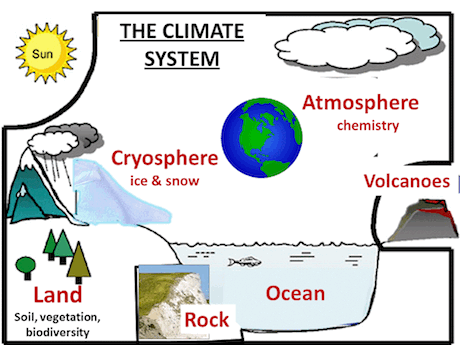 THE CLIMATE
SYSTEM
Sun
Atmosphere
chemistry
Cryosphere
ice & snow
Volcanoes
Land
Soil, vegetation,
biodiversity
Rock
Ocean